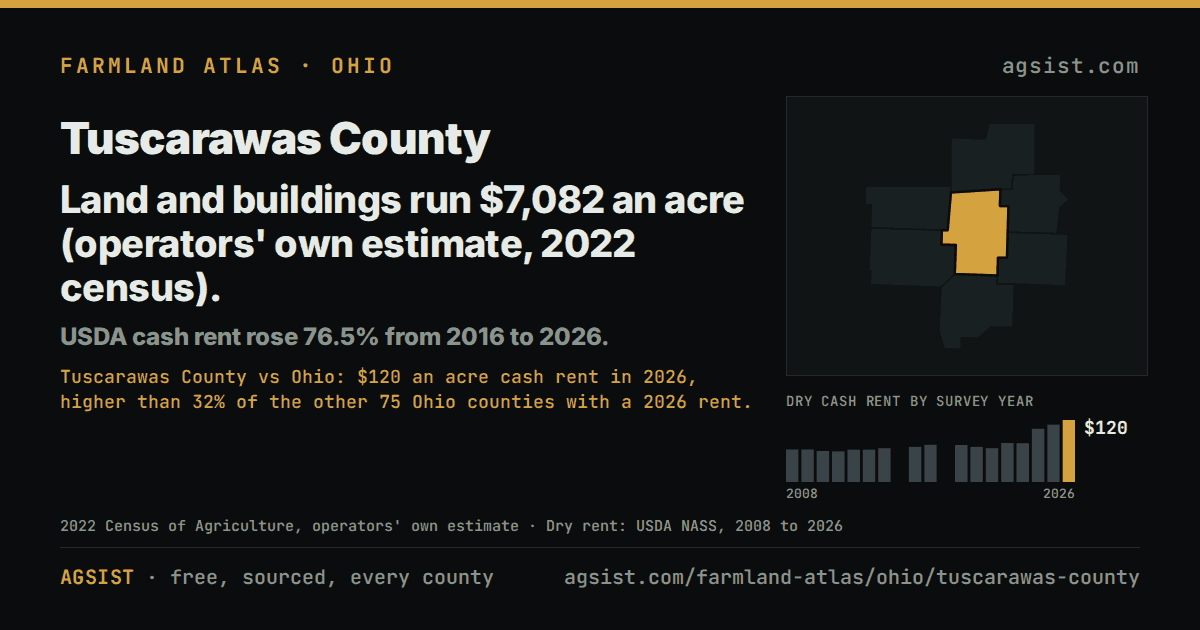 FARMLAND ATLAS · OHIO
agsist.com
Tuscarawas County
Land and buildings run $7,082 an acre
(operators' own estimate, 2022
census).
USDA cash rent rose 76.5% from 2016 to 2026.
Tuscarawas County vs Ohio: $120 an acre cash rent in 2026,
higher than 32% of the other 75 Ohio counties with a 2026 rent.
DRY CASH RENT BY SURVEY YEAR
$120
2008
2026
2022 Census of Agriculture, operators' own estimate · Dry rent: USDA NASS, 2008 to 2026
AGSIST · free, sourced, every county
agsist.com/farmland-atlas/ohio/tuscarawas-county